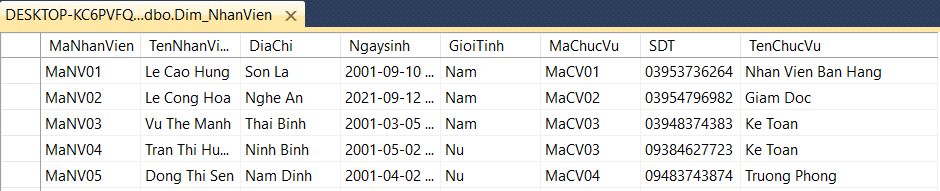 DESKTOP-KC6PVFQ...dbo.Dim_NhanVien
MaNhanVien TenNhanVi... DiaChi Ngaysinh GioiTinh MaChucVu SDT TenChucVu
MaNV01 Le Cao Hung Son La 2001-09-10 ... Nam MaCV01 03953736264 Nhan Vien Ban Hang
MaNV02 Le Cong Hoa Nghe An 2021-09-12 ... Nam MaCV02 03954796982 Giam Doc
MaNV03 Vu The Manh Thai Binh 2001-03-05 ... Nam MaCV03 03948374383 Ke Toan
MaNV04 Tran Thi Hu... Ninh Binh 2001-05-02 ... Nu MaCV03 09384627723 Ke Toan
MaNV05 Dong Thi Sen Nam Dinh 2001-04-02 ... Nu MaCV04 09483743874 Truong Phong